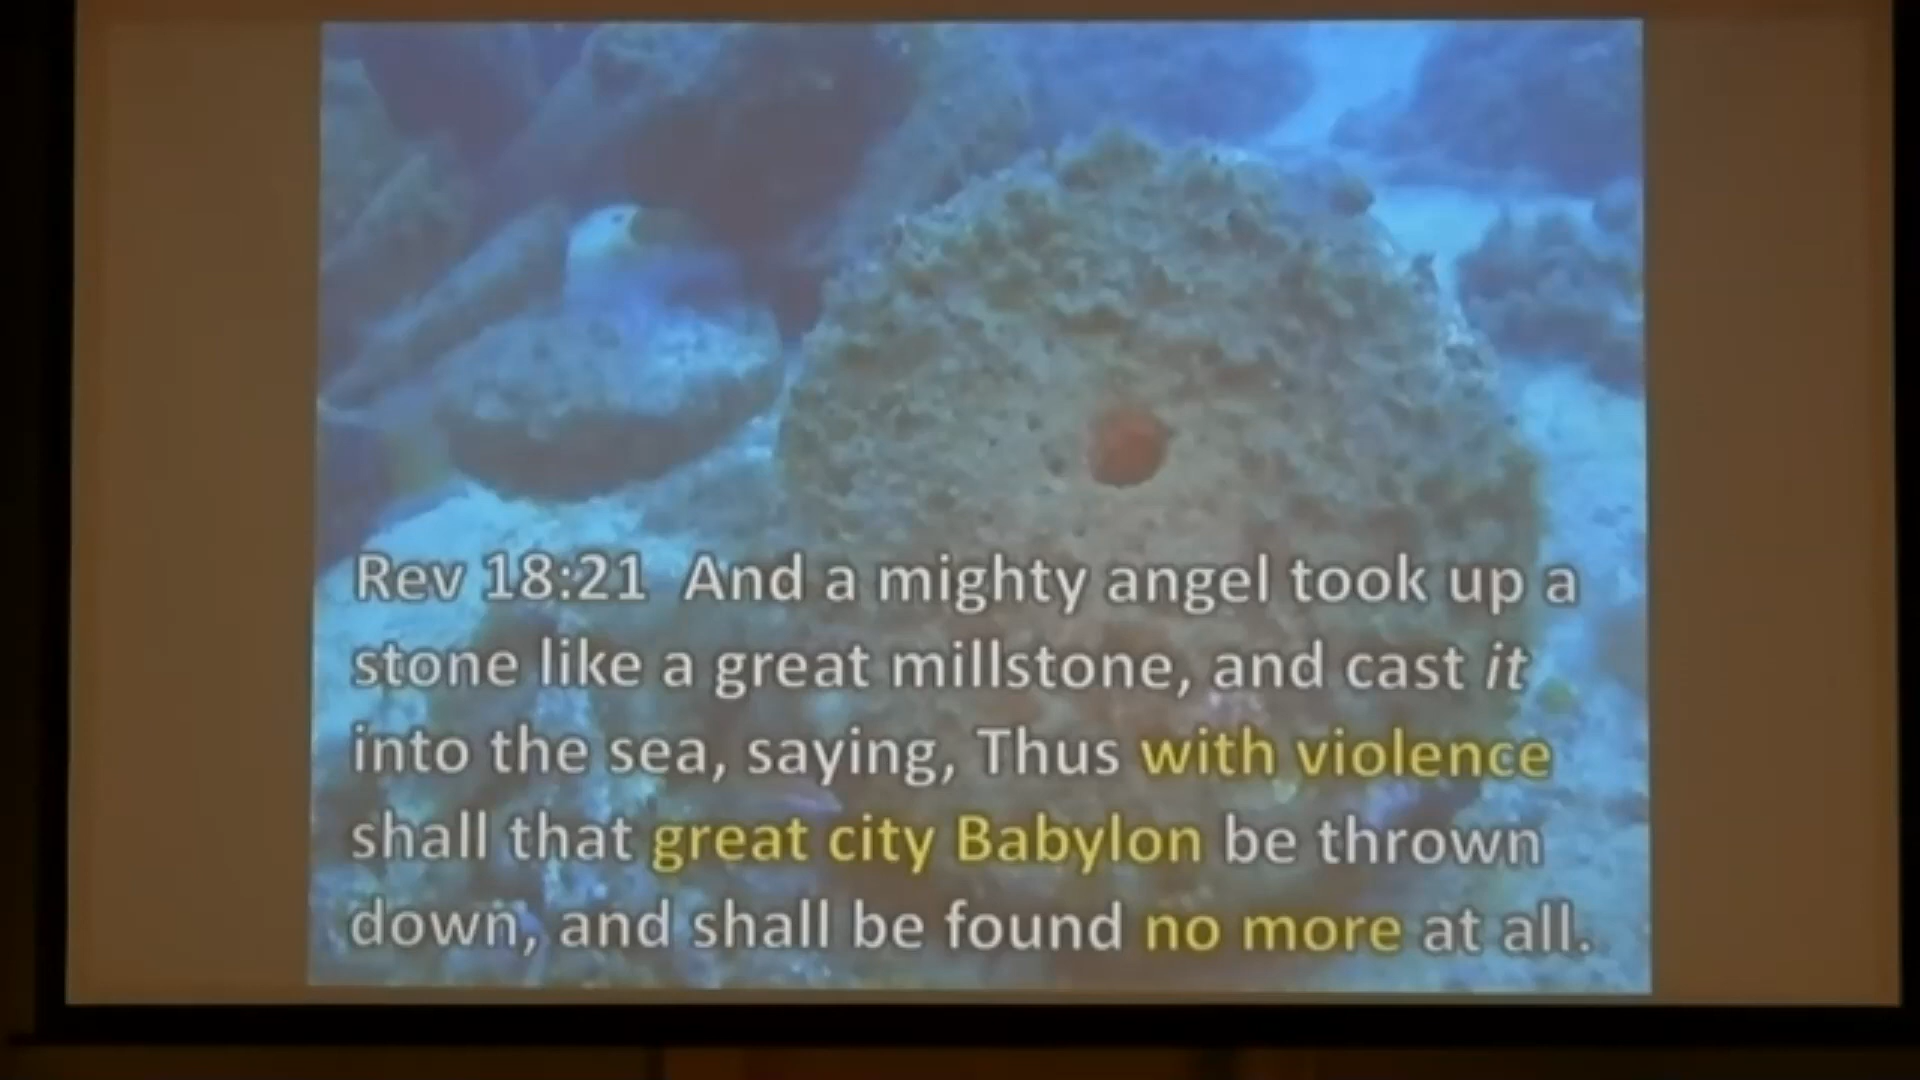 Rev 18:21  And a mighty angel took up a
stone like a great millstone, and cast it
into the sea, saying, Thus with violence
shall that great city Babylon be thrown
down, and shall be found no more at all.